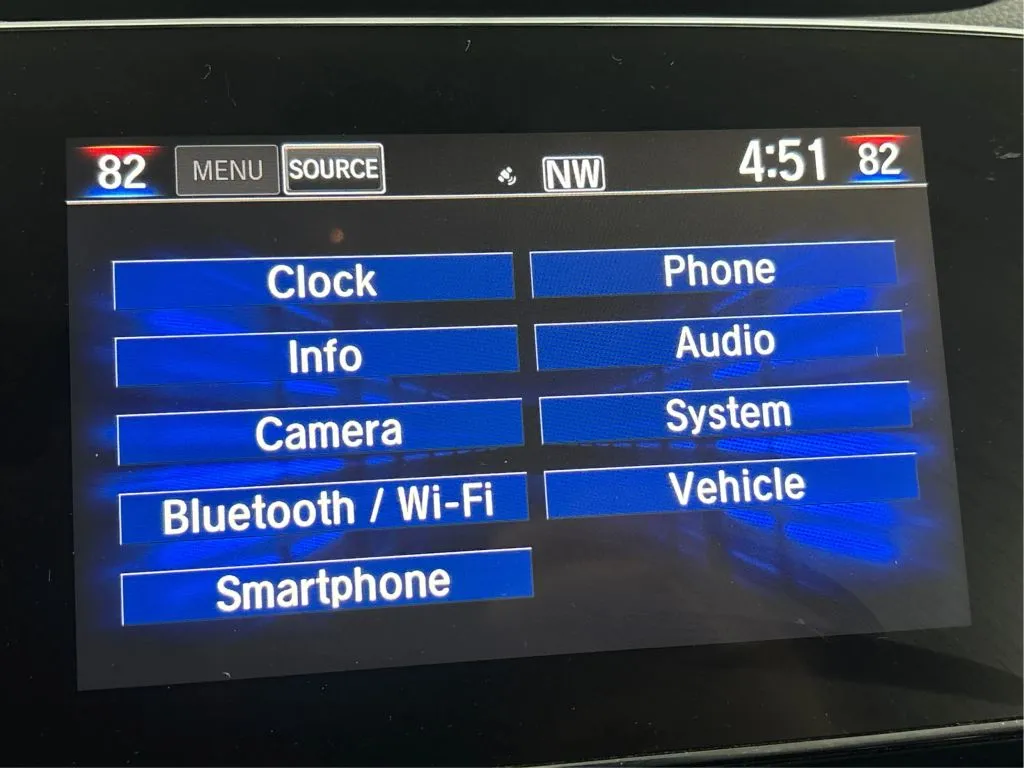 82 MENU SOURCE NW 4:51 82
Clock Phone
Info Audio
Camera System
Bluetooth / Wi-Fi Vehicle
Smartphone